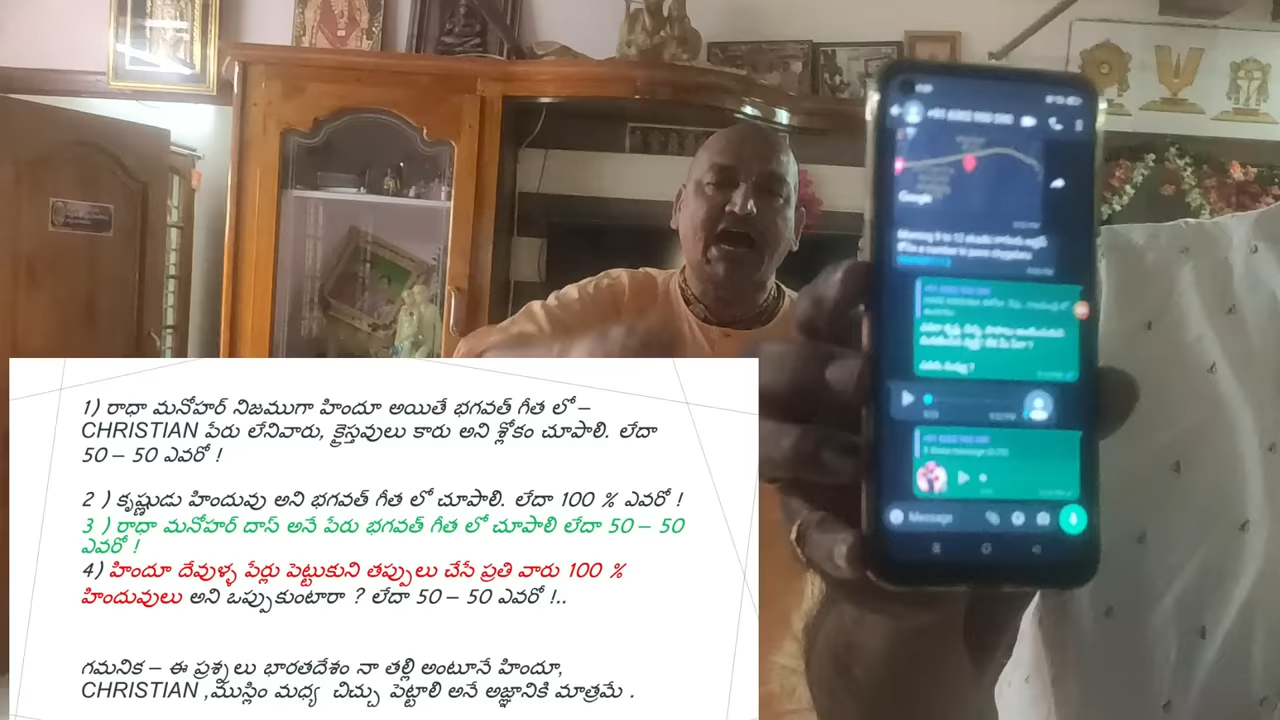 Google
1) రాధా మనోహర్ నిజముగా హిందూ అయితే భగవత్ గీత లో –
CHRISTIAN పేరు లేనివారు, క్రైస్తవులు కారు అని శ్లోకం చూపాలి. లేదా
50 – 50 ఎవరో !
2 ) కృష్ణుడు హిందువు అని భగవత్ గీత లో చూపాలి. లేదా 100 % ఎవరో !
3 ) రాధా మనోహర్ దాస్ అనే పేరు భగవత్ గీత లో చూపాలి లేదా 50 – 50
ఎవరో !
4) హిందూ దేవుళ్ళ పేర్లు పెట్టుకుని తప్పులు చేసే ప్రతి వారు 100 %
హిందువులు అని ఒప్పుకుంటారా ? లేదా 50 – 50 ఎవరో !..
గమనిక – ఈ ప్రశ్నలు భారతదేశం నా తల్లి అంటూనే హిందూ,
CHRISTIAN ,ముస్లిం మధ్య చిచ్చు పెట్టాలి అనే అజ్ఞానికి మాత్రమే .
Message